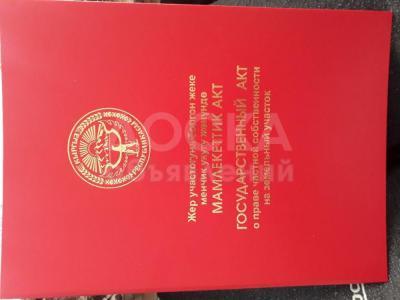 Жер участогуна болгон жеке
менчик укугу жөнүндө
МАМЛЕКЕТТИК АКТ
ГОСУДАРСТВЕННЫЙ АКТ
о праве частной собственности
на земельный участок